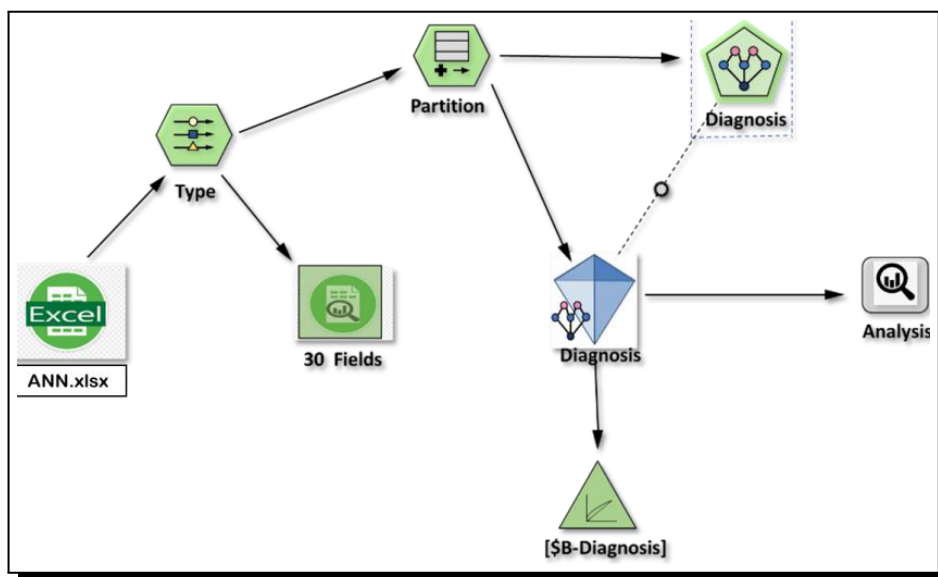 Partition
Diagnosis
Type
Excel
ANN.xlsx
30 Fields
Diagnosis
Analysis
[$B-Diagnosis]